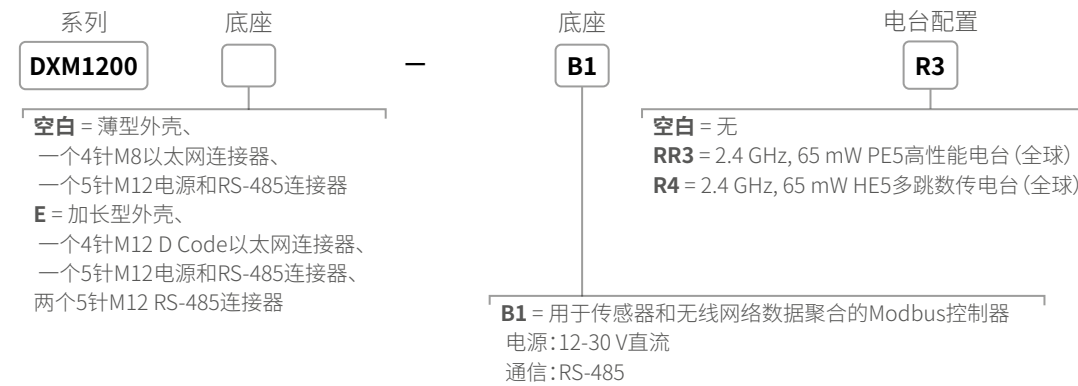 系列 底座 底座 电台配置
DXM1200 — B1 R3
空白 = 薄型外壳、
一个4针M8以太网连接器、
一个5针M12电源和RS-485连接器
E = 加长型外壳、
一个4针M12 D Code以太网连接器、
一个5针M12电源和RS-485连接器、
两个5针M12 RS-485连接器
空白 = 无
RR3 = 2.4 GHz, 65 mW PE5高性能电台(全球)
R4 = 2.4 GHz, 65 mW HE5多跳数传电台(全球)
B1 = 用于传感器和无线网络数据聚合的Modbus控制器
电源:12-30 V直流
通信:RS-485